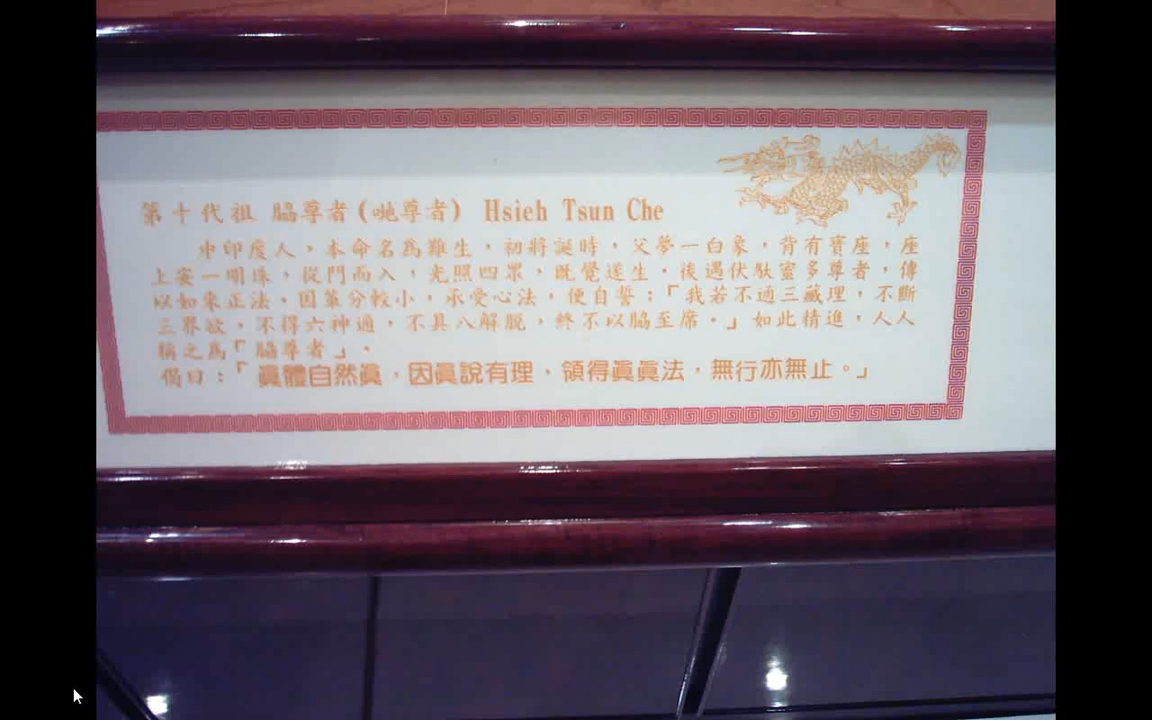 第十代祖 脇尊者(咃尊者) Hsieh Tsun Che
中印度人，本命名為難生，初將誕時，父夢一白象，背有寶座，座
上安一明珠，從門而入，光照四眾，既覺遂生。後遇伏馱蜜多尊者，傳
以如來正法。因筆分較小，承受心法，便自誓：「我若不通三藏理，不斷
三界欲，不得六神通，不具八解脫，終不以脇至席。」如此精進，人人
稱之為「脇尊者」。
偈曰：「眞體自然眞，因眞說有理，領得眞眞法，無行亦無止。」